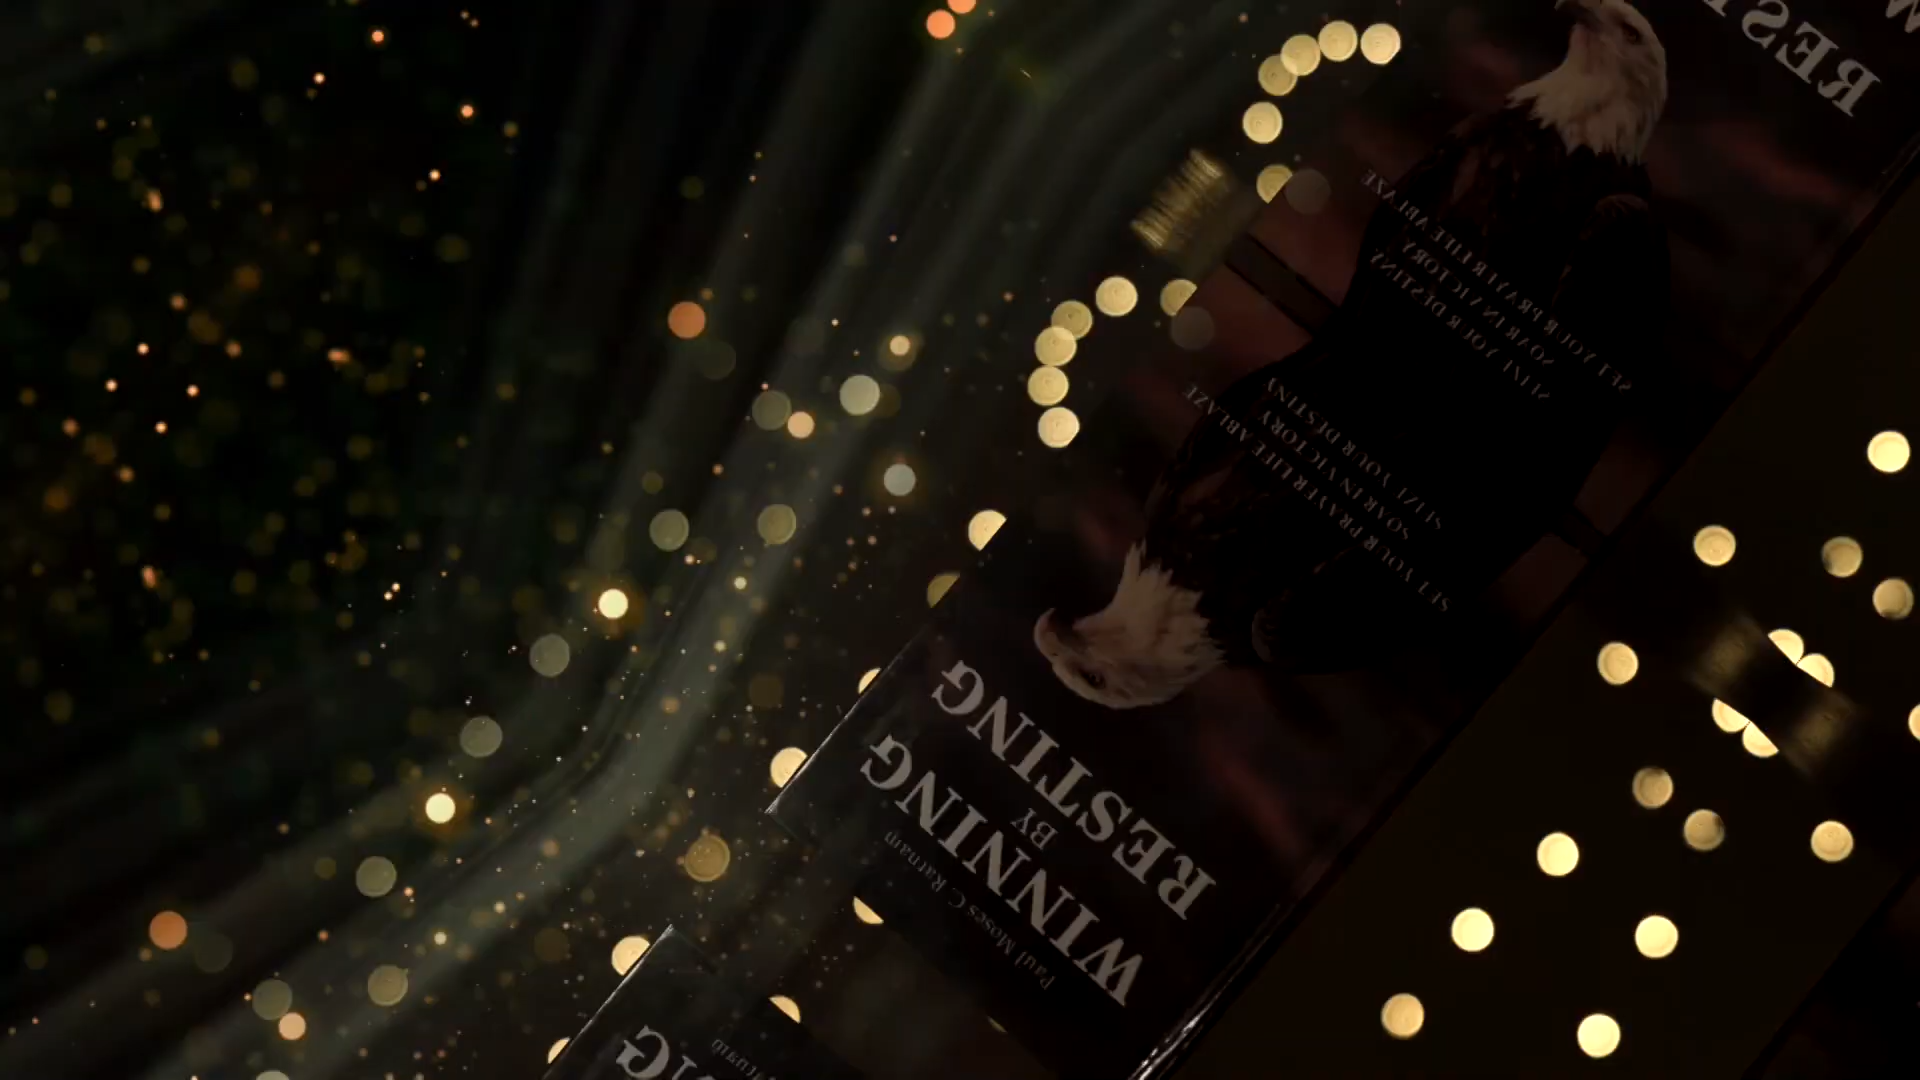 WINNING
BY
RESTING
Paul Moses C. Ratnam
SET YOUR PRAYER LIFE ABLAZE
SOAR IN VICTORY
SEIZE YOUR DESTINY
SET YOUR PRAYER LIFE ABLAZE
SOAR IN VICTORY
SEIZE YOUR DESTINY